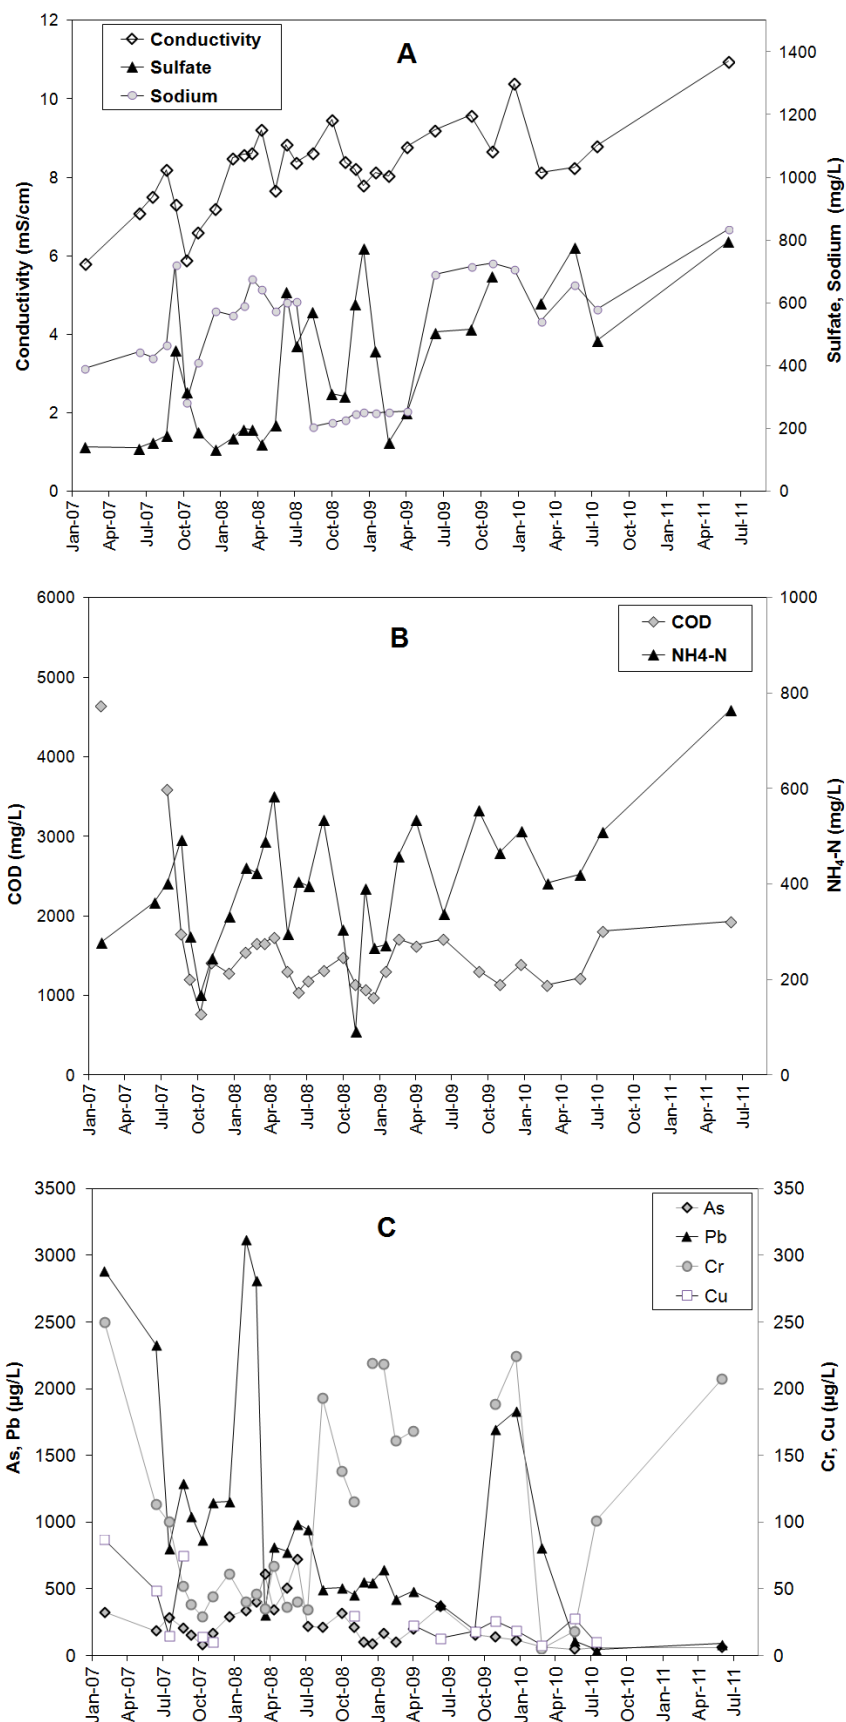 A
Conductivity
Sulfate
Sodium
Conductivity (mS/cm)
12
10
8
6
4
2
0
Sulfate, Sodium (mg/L)
1400
1200
1000
800
600
400
200
0
Jan-07
Apr-07
Jul-07
Oct-07
Jan-08
Apr-08
Jul-08
Oct-08
Jan-09
Apr-09
Jul-09
Oct-09
Jan-10
Apr-10
Jul-10
Oct-10
Jan-11
Apr-11
Jul-11
B
COD
NH4-N
COD (mg/L)
6000
5000
4000
3000
2000
1000
0
NH₄-N (mg/L)
1000
800
600
400
200
0
Jan-07
Apr-07
Jul-07
Oct-07
Jan-08
Apr-08
Jul-08
Oct-08
Jan-09
Apr-09
Jul-09
Oct-09
Jan-10
Apr-10
Jul-10
Oct-10
Jan-11
Apr-11
Jul-11
C
As
Pb
Cr
Cu
As, Pb (µg/L)
3500
3000
2500
2000
1500
1000
500
0
Cr, Cu (µg/L)
350
300
250
200
150
100
50
0
Jan-07
Apr-07
Jul-07
Oct-07
Jan-08
Apr-08
Jul-08
Oct-08
Jan-09
Apr-09
Jul-09
Oct-09
Jan-10
Apr-10
Jul-10
Oct-10
Jan-11
Apr-11
Jul-11